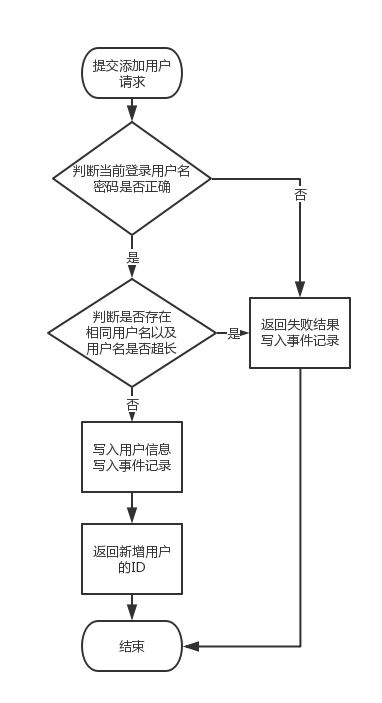 提交添加用户
请求
判断当前登录用户名
密码是否正确
否
是
判断是否存在
相同用户名以及
用户名是否超长
是
返回失败结果
写入事件记录
否
写入用户信息
写入事件记录
返回新增用户
的ID
结束